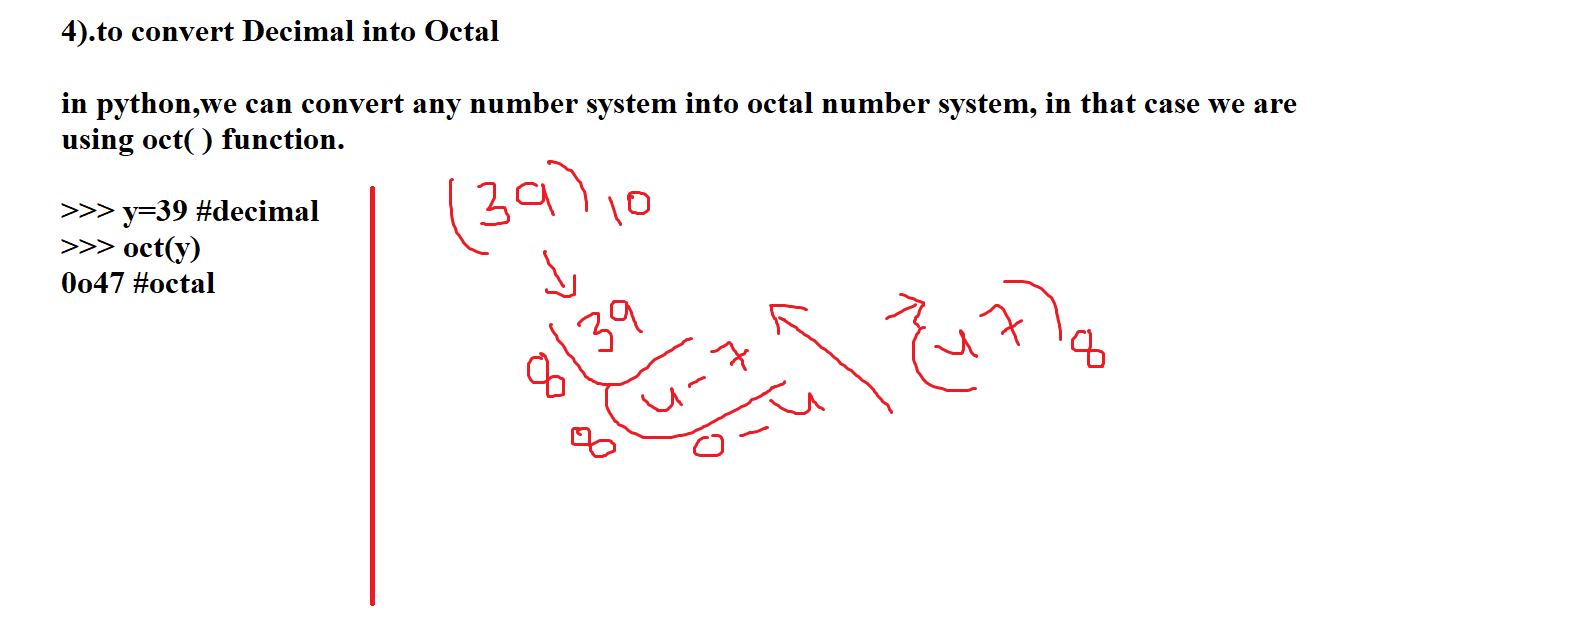 4).to convert Decimal into Octal
in python,we can convert any number system into octal number system, in that case we are
using oct( ) function.
>>> y=39 #decimal
>>> oct(y)
0o47 #octal
(39)10
8 39
8 4-7
0-4
(47)8